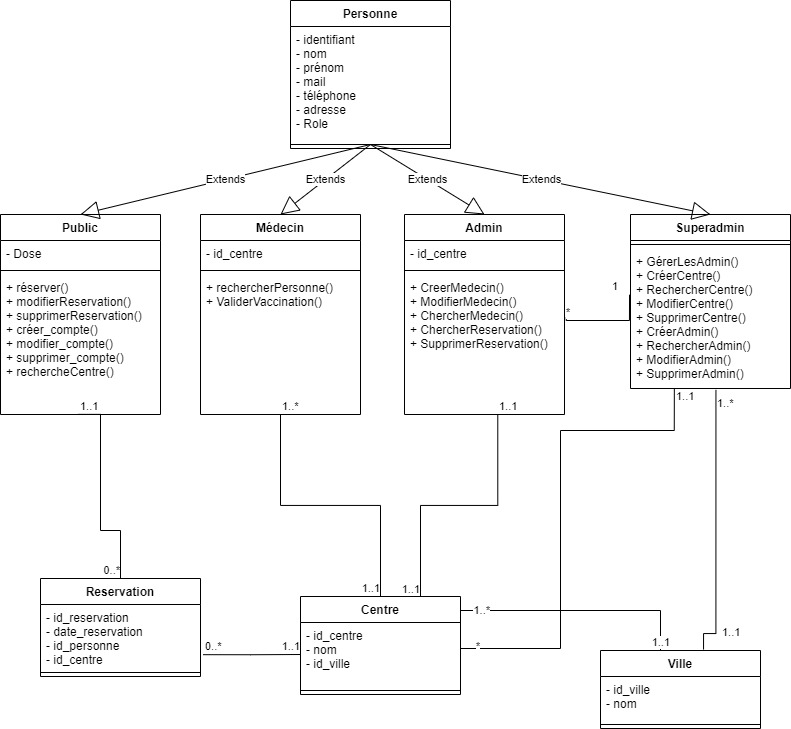 Personne
- identifiant
- nom
- prénom
- mail
- téléphone
- adresse
- Role
Extends
Extends
Extends
Extends
Public
- Dose
+ réserver()
+ modifierReservation()
+ supprimerReservation()
+ créer_compte()
+ modifier_compte()
+ supprimer_compte()
+ rechercheCentre()
1..1
Médecin
- id_centre
+ rechercherPersonne()
+ ValiderVaccination()
1..*
Admin
- id_centre
+ CreerMedecin()
+ ModifierMedecin()
+ ChercherMedecin()
+ ChercherReservation()
+ SupprimerReservation()
1..1
*
1
Superadmin
+ GérerLesAdmin()
+ CréerCentre()
+ RechercherCentre()
+ ModifierCentre()
+ SupprimerCentre()
+ CréerAdmin()
+ RechercherAdmin()
+ ModifierAdmin()
+ SupprimerAdmin()
1..1
1..*
0..*
Reservation
- id_reservation
- date_reservation
- id_personne
- id_centre
0..*
1..1
1..1
1..1
Centre
- id_centre
- nom
- id_ville
1..*
*
1..1
1..1
Ville
- id_ville
- nom